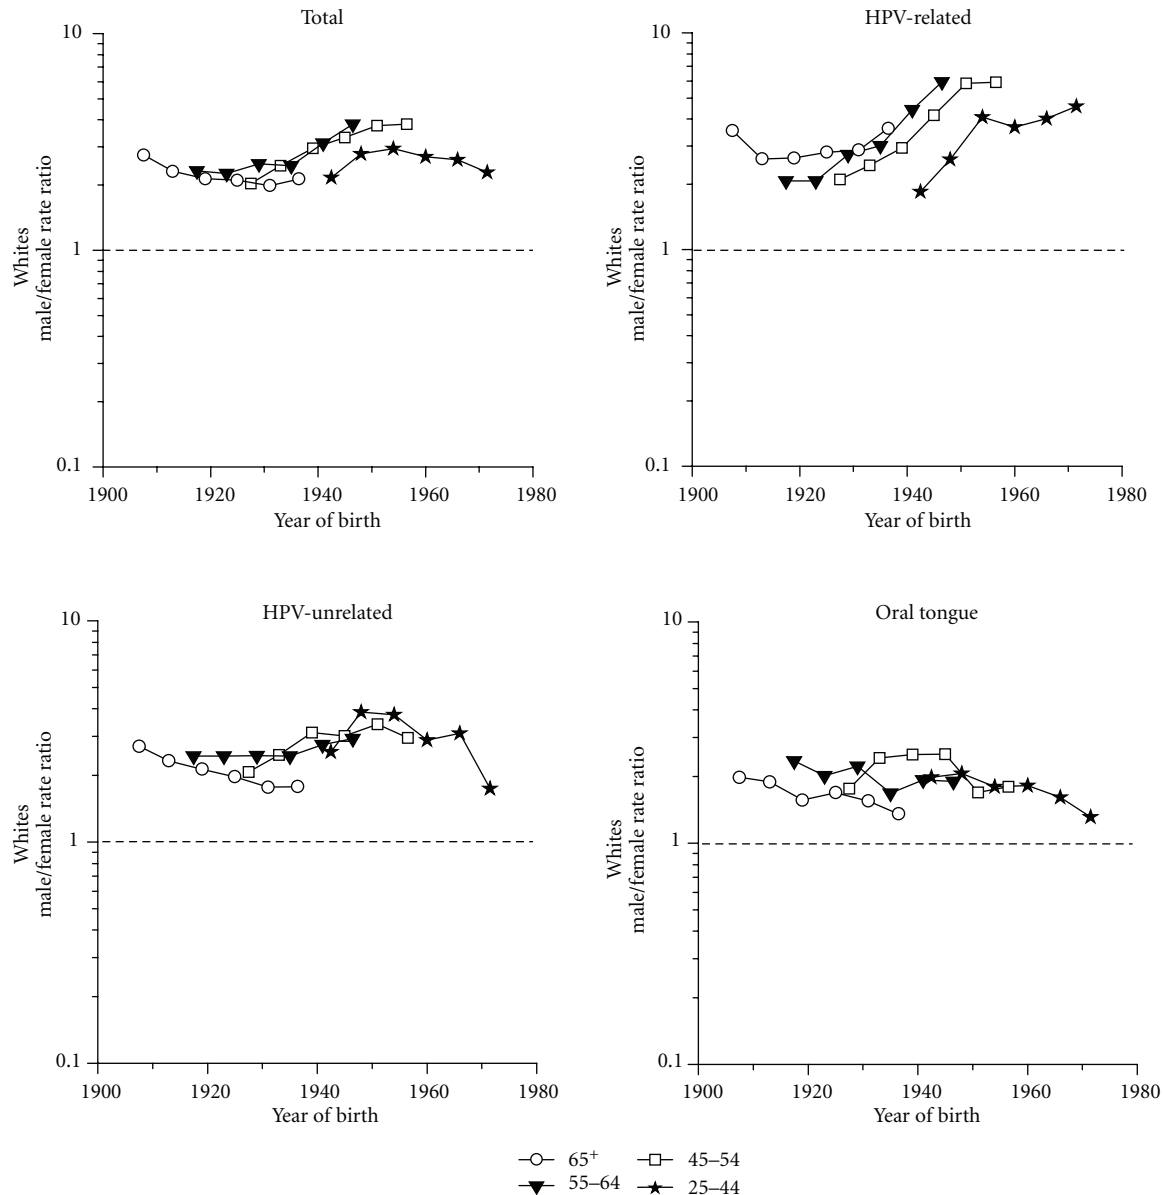 Total
10
1
0.1
1900 1920 1940 1960 1980
Year of birth
Whites
male/female rate ratio
HPV-related
10
1
0.1
1900 1920 1940 1960 1980
Year of birth
Whites
male/female rate ratio
HPV-unrelated
10
1
0.1
1900 1920 1940 1960 1980
Year of birth
Whites
male/female rate ratio
Oral tongue
10
1
0.1
1900 1920 1940 1960 1980
Year of birth
Whites
male/female rate ratio
65+ 45–54
55–64 25–44